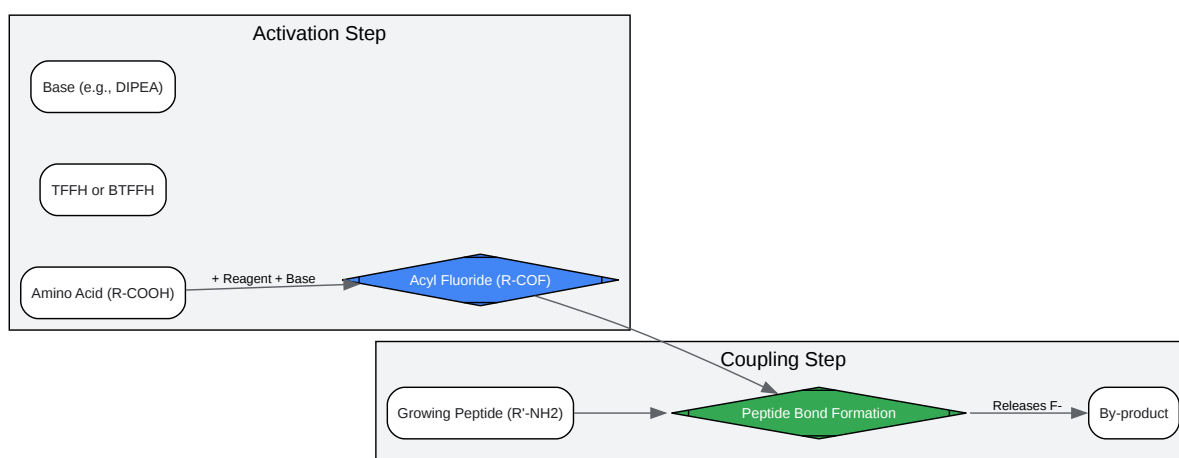 Activation Step
Base (e.g., DIPEA)
TFFH or BTFFH
Amino Acid (R-COOH)
+ Reagent + Base
Acyl Fluoride (R-COF)
Coupling Step
Growing Peptide (R'-NH2)
Peptide Bond Formation
Releases F-
By-product